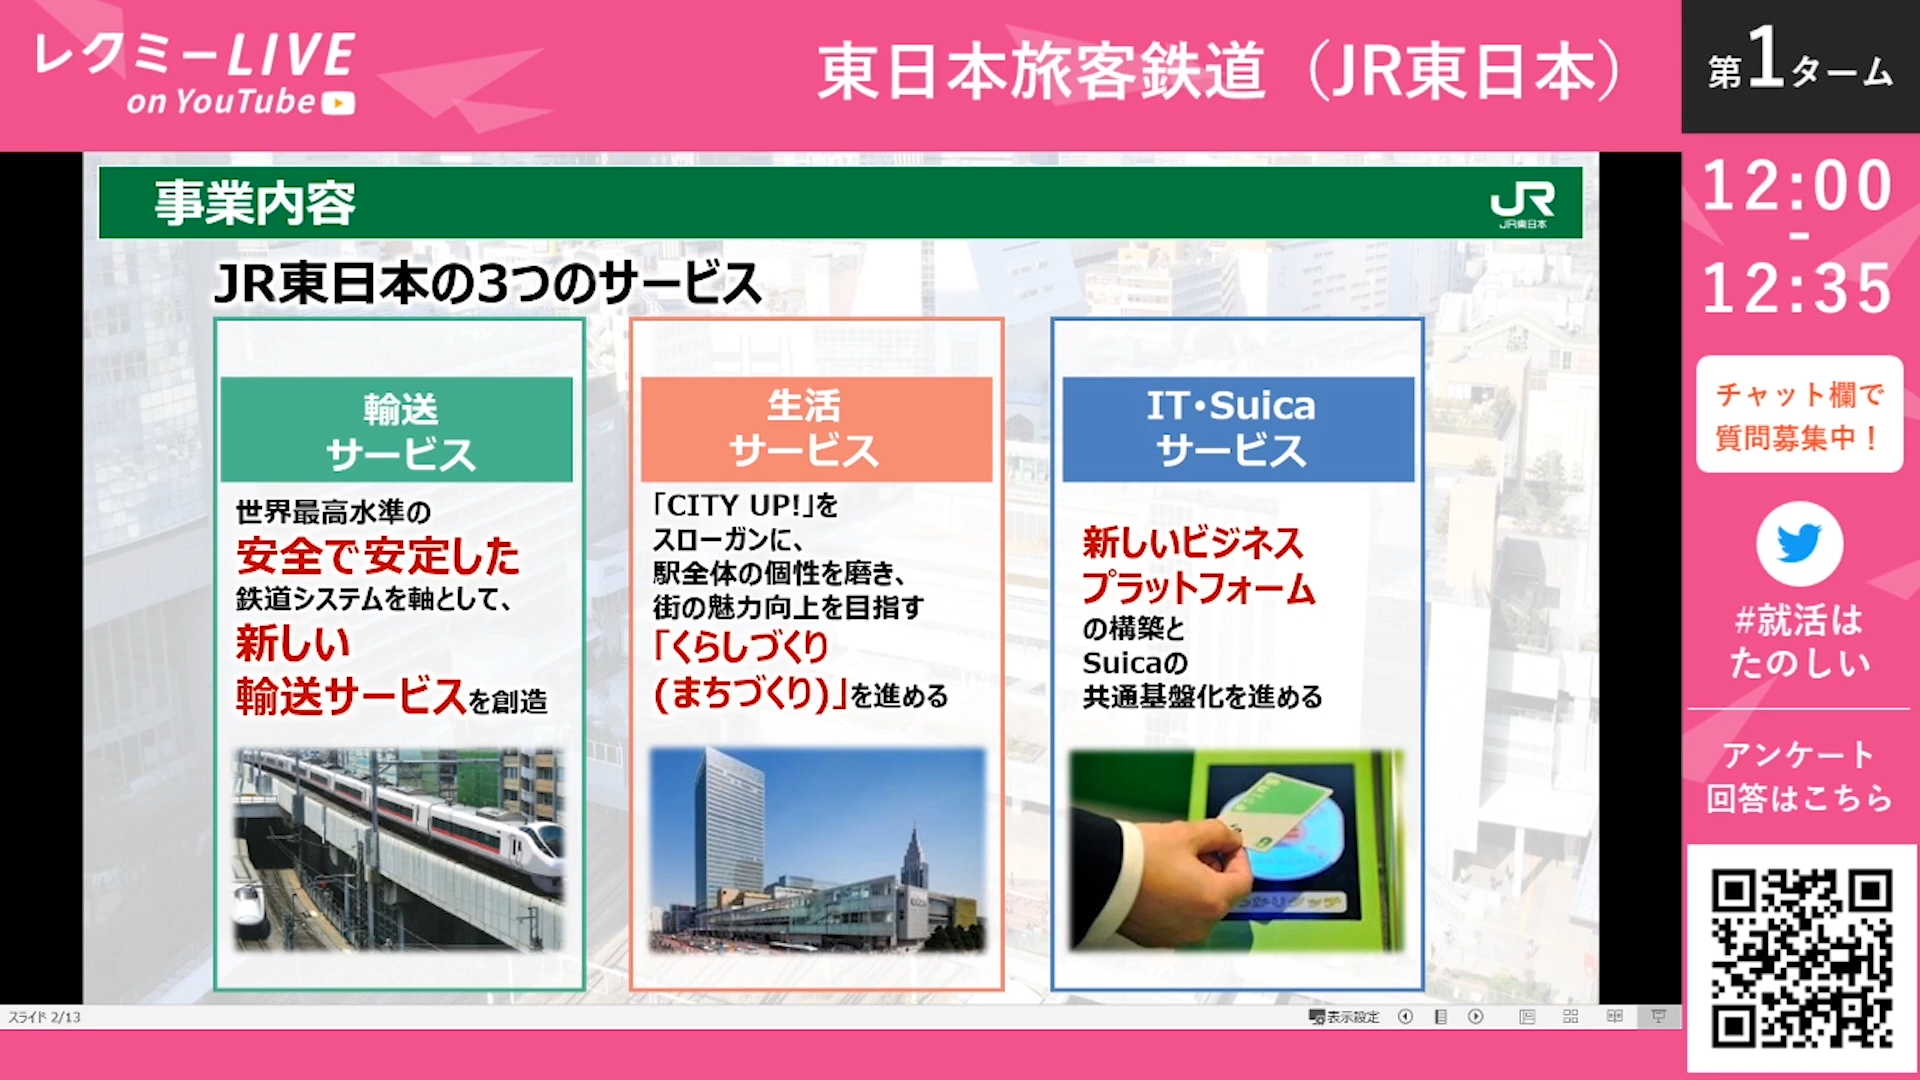 レクミーLIVE
on YouTube
東日本旅客鉄道（JR東日本）
第1ターム
事業内容
JR
JR東日本
JR東日本の3つのサービス
輸送
サービス
世界最高水準の
安全で安定した
鉄道システムを軸として、
新しい
輸送サービスを創造
生活
サービス
「CITY UP!」を
スローガンに、
駅全体の個性を磨き、
街の魅力向上を目指す
「くらしづくり
(まちづくり)」を進める
IT・Suica
サービス
新しいビジネス
プラットフォーム
の構築と
Suicaの
共通基盤化を進める
Suica
12:00
-
12:35
チャット欄で
質問募集中！
#就活は
たのしい
アンケート
回答はこちら
スライド 2/13
表示設定